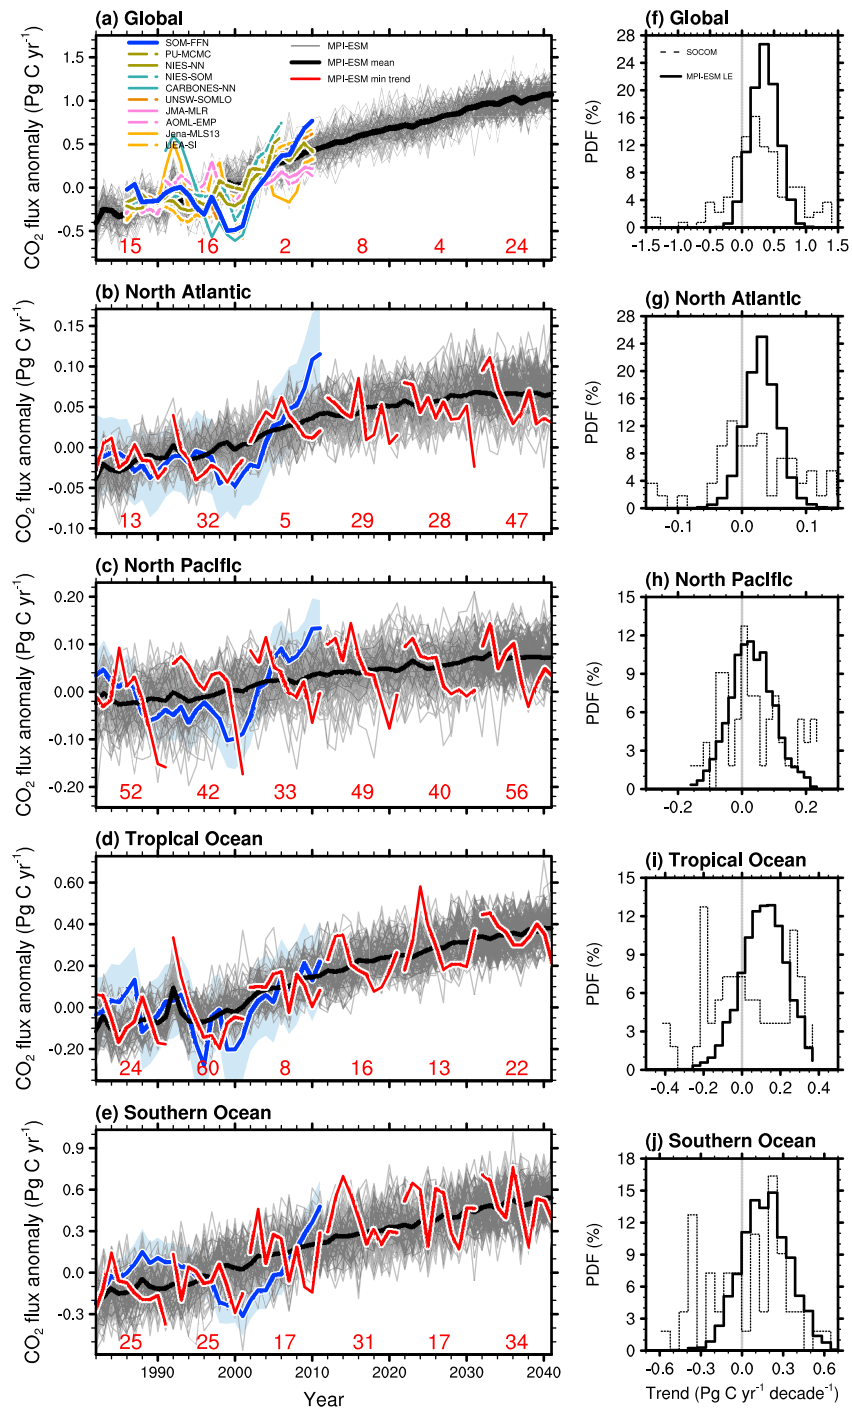 (a) Global
SOM-FFN
PU-MCMC
NIES-NN
NIES-SOM
CARBONES-NN
UNSW-SOMLO
JMA-MLR
AOML-EMP
Jena-MLS13
UEA-SI
MPI-ESM
MPI-ESM mean
MPI-ESM min trend
CO2 flux anomaly (Pg C yr-1)
1.5
1.0
0.5
0.0
-0.5
15 16 2 8 4 24
(b) North Atlantic
CO2 flux anomaly (Pg C yr-1)
0.15
0.10
0.05
0.00
-0.05
-0.10
13 32 5 29 28 47
(c) North Pacific
CO2 flux anomaly (Pg C yr-1)
0.20
0.10
0.00
-0.10
-0.20
52 42 33 49 40 56
(d) Tropical Ocean
CO2 flux anomaly (Pg C yr-1)
0.60
0.40
0.20
0.00
-0.20
24 60 8 16 13 22
(e) Southern Ocean
CO2 flux anomaly (Pg C yr-1)
0.9
0.6
0.3
0.0
-0.3
25 25 17 31 17 34
1990 2000 2010 2020 2030 2040
Year
(f) Global
SOCOM
MPI-ESM LE
PDF (%)
28
24
20
16
12
8
4
0
-1.5 -1.0 -0.5 0.0 0.5 1.0 1.5
(g) North Atlantic
PDF (%)
28
24
20
16
12
8
4
0
-0.1 0.0 0.1
(h) North Pacific
PDF (%)
15
12
9
6
3
0
-0.2 0.0 0.2
(i) Tropical Ocean
PDF (%)
15
12
9
6
3
0
-0.4 -0.2 0.0 0.2 0.4
(j) Southern Ocean
PDF (%)
18
15
12
9
6
3
0
-0.6 -0.3 0.0 0.3 0.6
Trend (Pg C yr-1 decade-1)